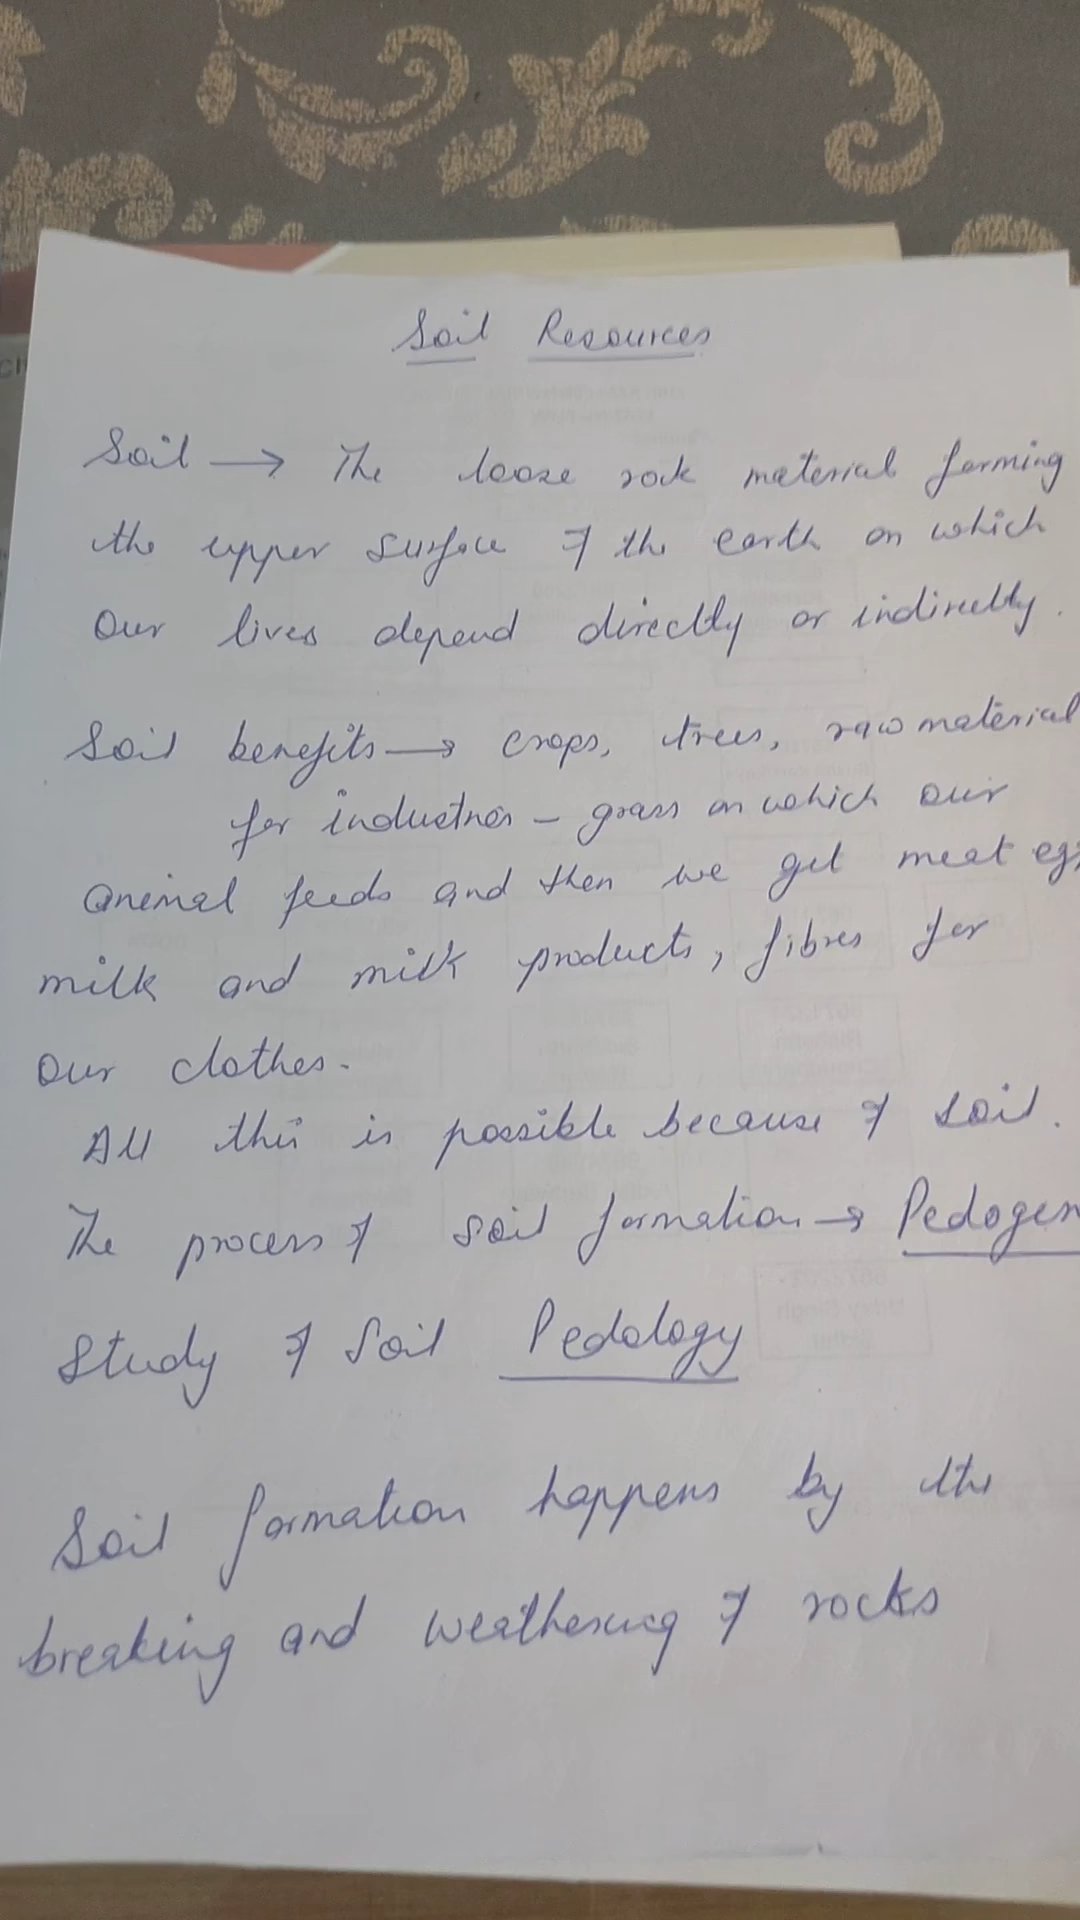 Soil Resources
Soil → The loose rock material forming
the upper surface of the earth on which
Our lives depend directly or indirectly.
Soil benefits → crops, trees, raw material
for industries - grass on which our
animal feeds and then we get meat eg,
milk and milk products, fibres for
our clothes.
All this is possible because of soil.
The process of soil formation → Pedogen
Study of Soil Pedology
Soil formation happens by the
breaking and weathering of rocks